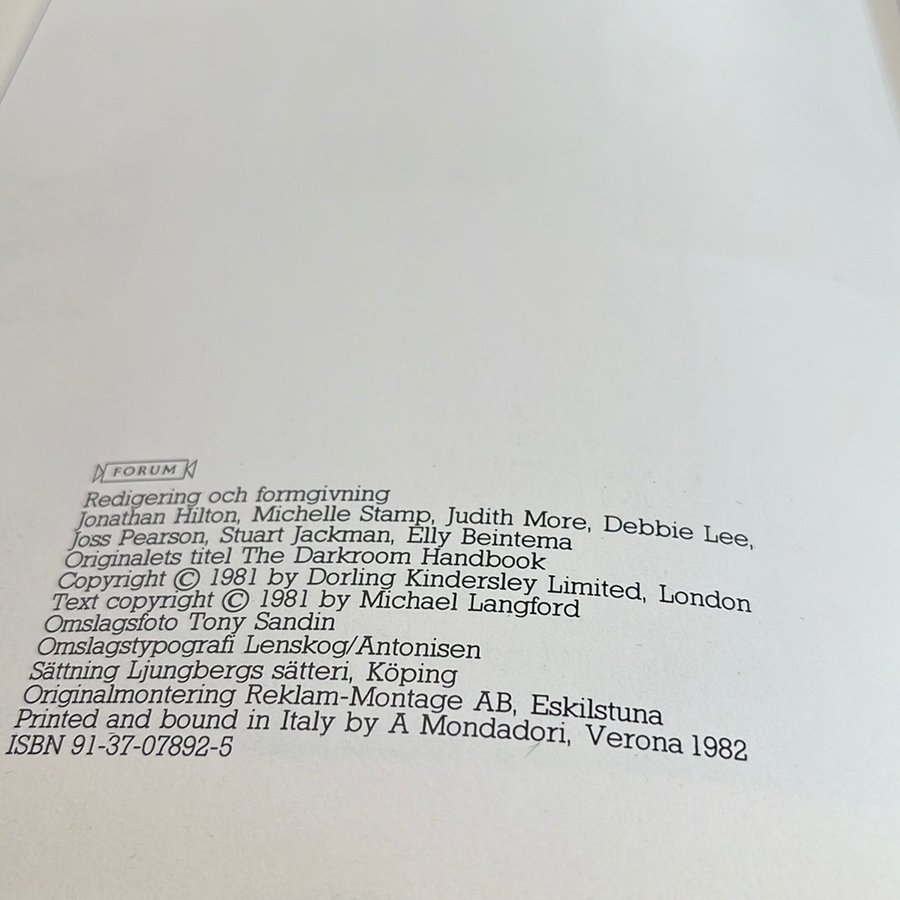 FORUM
Redigering och formgivning
Jonathan Hilton, Michelle Stamp, Judith More, Debbie Lee,
Joss Pearson, Stuart Jackman, Elly Beintema
Originalets titel The Darkroom Handbook
Copyright © 1981 by Dorling Kindersley Limited, London
Text copyright © 1981 by Michael Langford
Omslagsfoto Tony Sandin
Omslagstypografi Lenskog/Antonisen
Sättning Ljungbergs sätteri, Köping
Originalmontering Reklam-Montage AB, Eskilstuna
Printed and bound in Italy by A Mondadori, Verona 1982
ISBN 91-37-07892-5